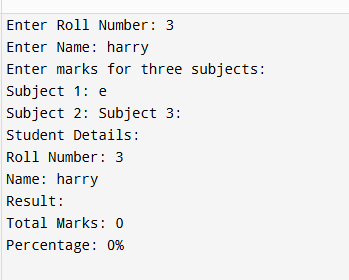 Enter Roll Number: 3
Enter Name: harry
Enter marks for three subjects:
Subject 1: e
Subject 2: Subject 3:
Student Details:
Roll Number: 3
Name: harry
Result:
Total Marks: 0
Percentage: 0%